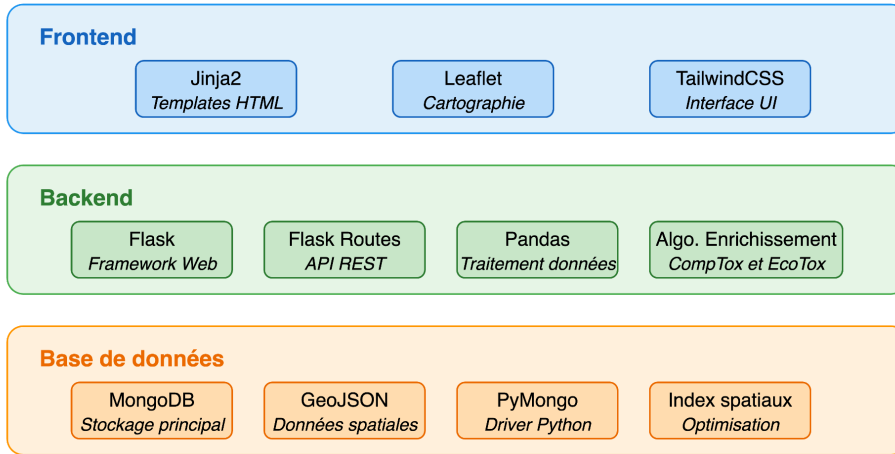 Frontend
Jinja2
Templates HTML
Leaflet
Cartographie
TailwindCSS
Interface UI
Backend
Flask
Framework Web
Flask Routes
API REST
Pandas
Traitement données
Algo. Enrichissement
CompTox et EcoTox
Base de données
MongoDB
Stockage principal
GeoJSON
Données spatiales
PyMongo
Driver Python
Index spatiaux
Optimisation